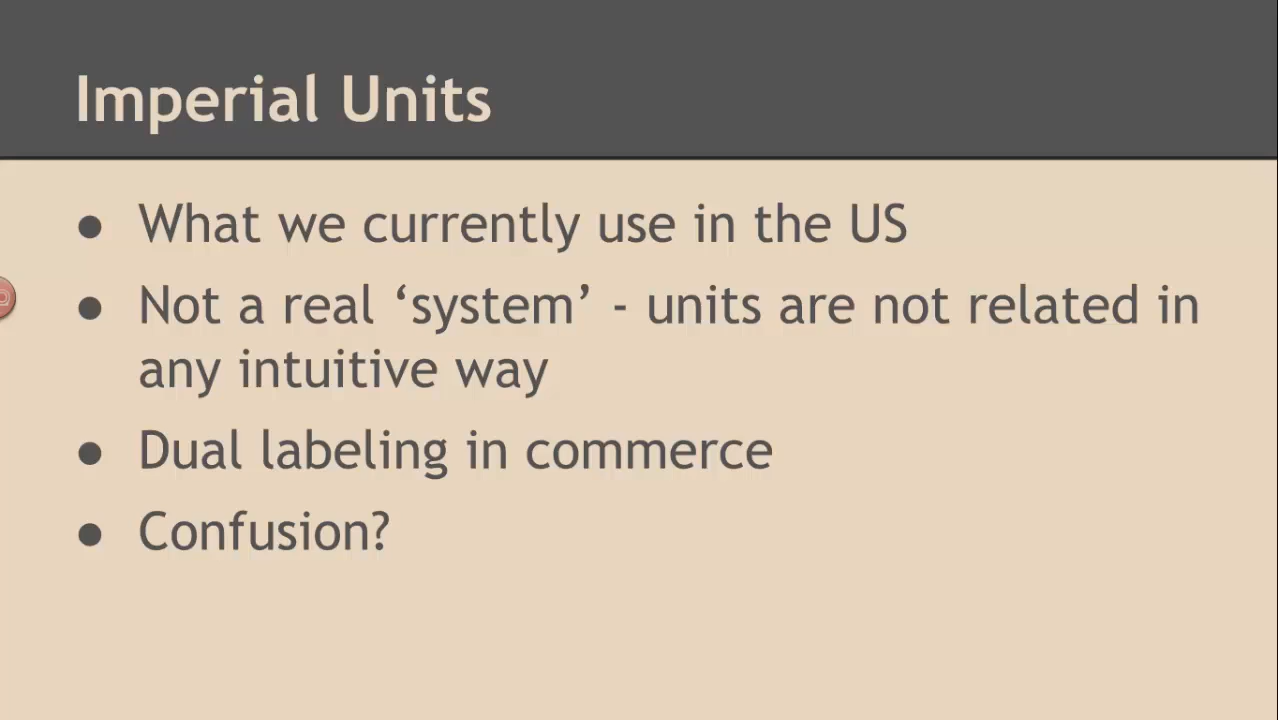 Imperial Units
● What we currently use in the US
● Not a real ‘system’ - units are not related in
any intuitive way
● Dual labeling in commerce
● Confusion?